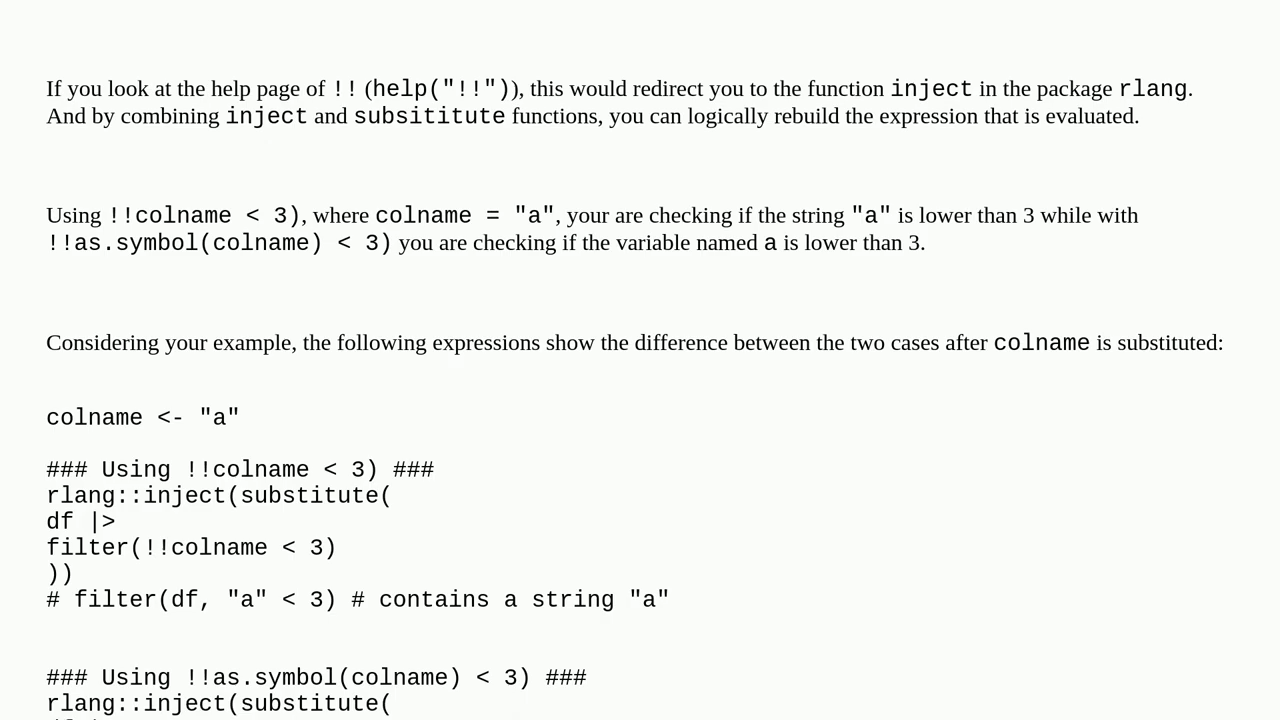 If you look at the help page of !! (help("!!")), this would redirect you to the function inject in the package rlang.
And by combining inject and subsititute functions, you can logically rebuild the expression that is evaluated.
Using !!colname < 3), where colname = "a", your are checking if the string "a" is lower than 3 while with
!!as.symbol(colname) < 3) you are checking if the variable named a is lower than 3.
Considering your example, the following expressions show the difference between the two cases after colname is substituted:
colname <- "a"
### Using !!colname < 3) ###
rlang::inject(substitute(
df |>
filter(!!colname < 3)
))
# filter(df, "a" < 3) # contains a string "a"
### Using !!as.symbol(colname) < 3) ###
rlang::inject(substitute(